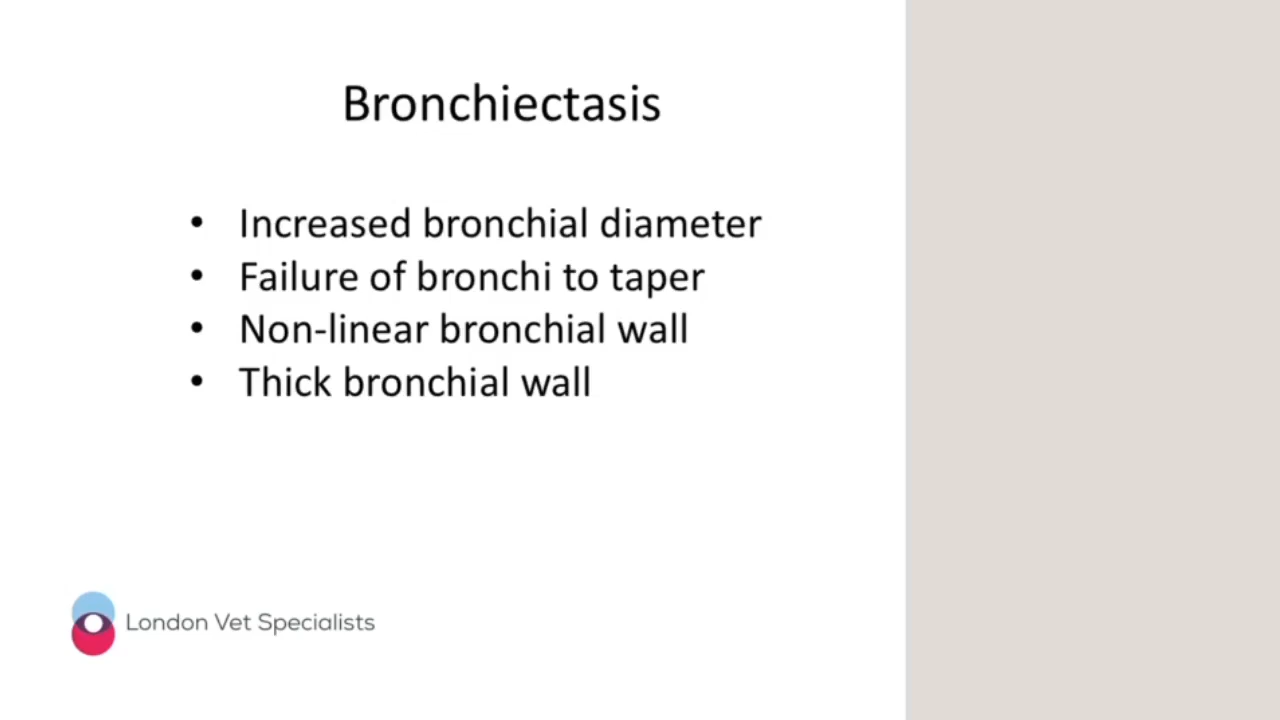 Bronchiectasis
• Increased bronchial diameter
• Failure of bronchi to taper
• Non-linear bronchial wall
• Thick bronchial wall
London Vet Specialists